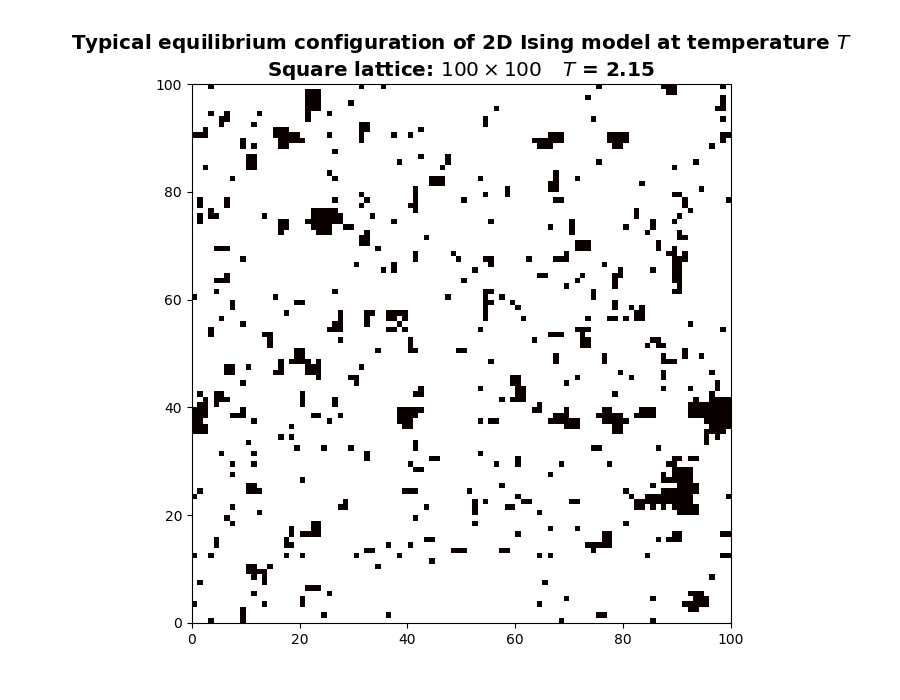 Typical equilibrium configuration of 2D Ising model at temperature T
Square lattice: 100 × 100 T = 2.15
100
80
60
40
20
0
0 20 40 60 80 100